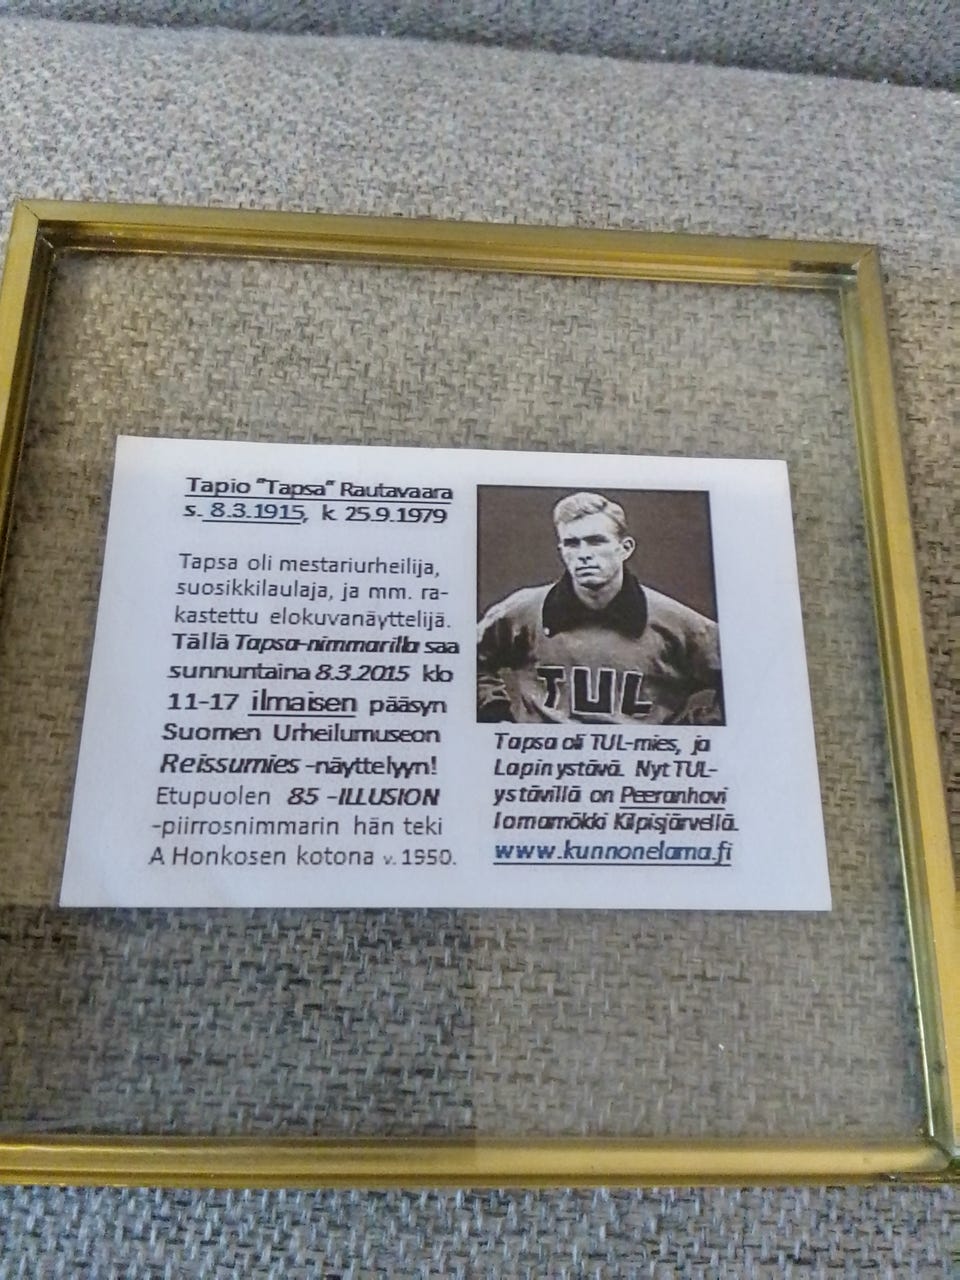 Tapio "Tapsa" Rautavaara
s. 8.3.1915, k. 25.9.1979
Tapsa oli mestariurheilija,
suosikkilaulaja, ja mm. ra-
kastettu elokuvanäyttelijä.
Tällä Tapsa-nimmarilla saa
sunnuntaina 8.3.2015 klo
11-17 ilmaisen pääsyn
Suomen Urheilumuseon
Reissumies -näyttelyyn!
Etupuolen 85 -ILLUSION
-piirrosnimmarin hän teki
A Honkosen kotona v. 1950.
TUL
Tapsa oli TUL-mies, ja
Lapin ystävä. Nyt TUL-
ystävillä on Peeranhovi
lomamökki Kilpisjärvellä.
www.kunnonelama.fi